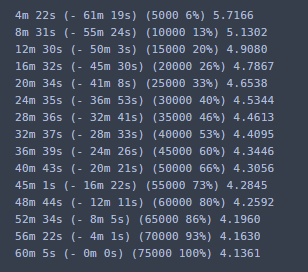 4m 22s (- 61m 19s) (5000 6%) 5.7166
8m 31s (- 55m 24s) (10000 13%) 5.1302
12m 30s (- 50m 3s) (15000 20%) 4.9080
16m 32s (- 45m 30s) (20000 26%) 4.7867
20m 34s (- 41m 8s) (25000 33%) 4.6538
24m 35s (- 36m 53s) (30000 40%) 4.5344
28m 36s (- 32m 41s) (35000 46%) 4.4613
32m 37s (- 28m 33s) (40000 53%) 4.4095
36m 39s (- 24m 26s) (45000 60%) 4.3446
40m 43s (- 20m 21s) (50000 66%) 4.3056
45m 1s (- 16m 22s) (55000 73%) 4.2845
48m 44s (- 12m 11s) (60000 80%) 4.2592
52m 34s (- 8m 5s) (65000 86%) 4.1960
56m 22s (- 4m 1s) (70000 93%) 4.1630
60m 5s (- 0m 0s) (75000 100%) 4.1361